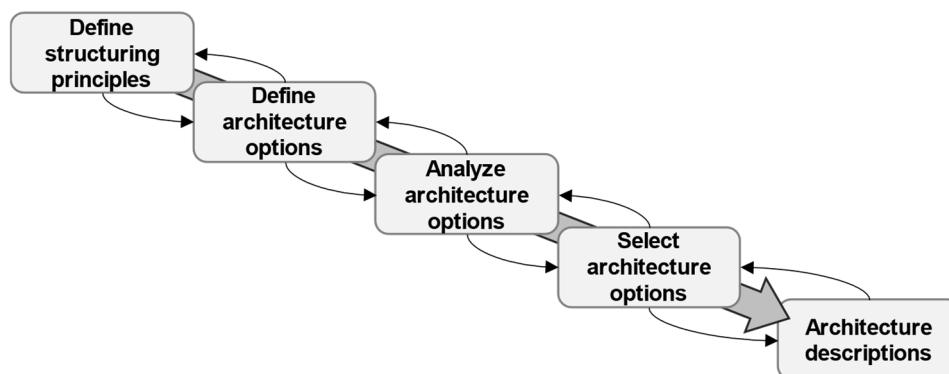 Define
structuring
principles
Define
architecture
options
Analyze
architecture
options
Select
architecture
options
Architecture
descriptions